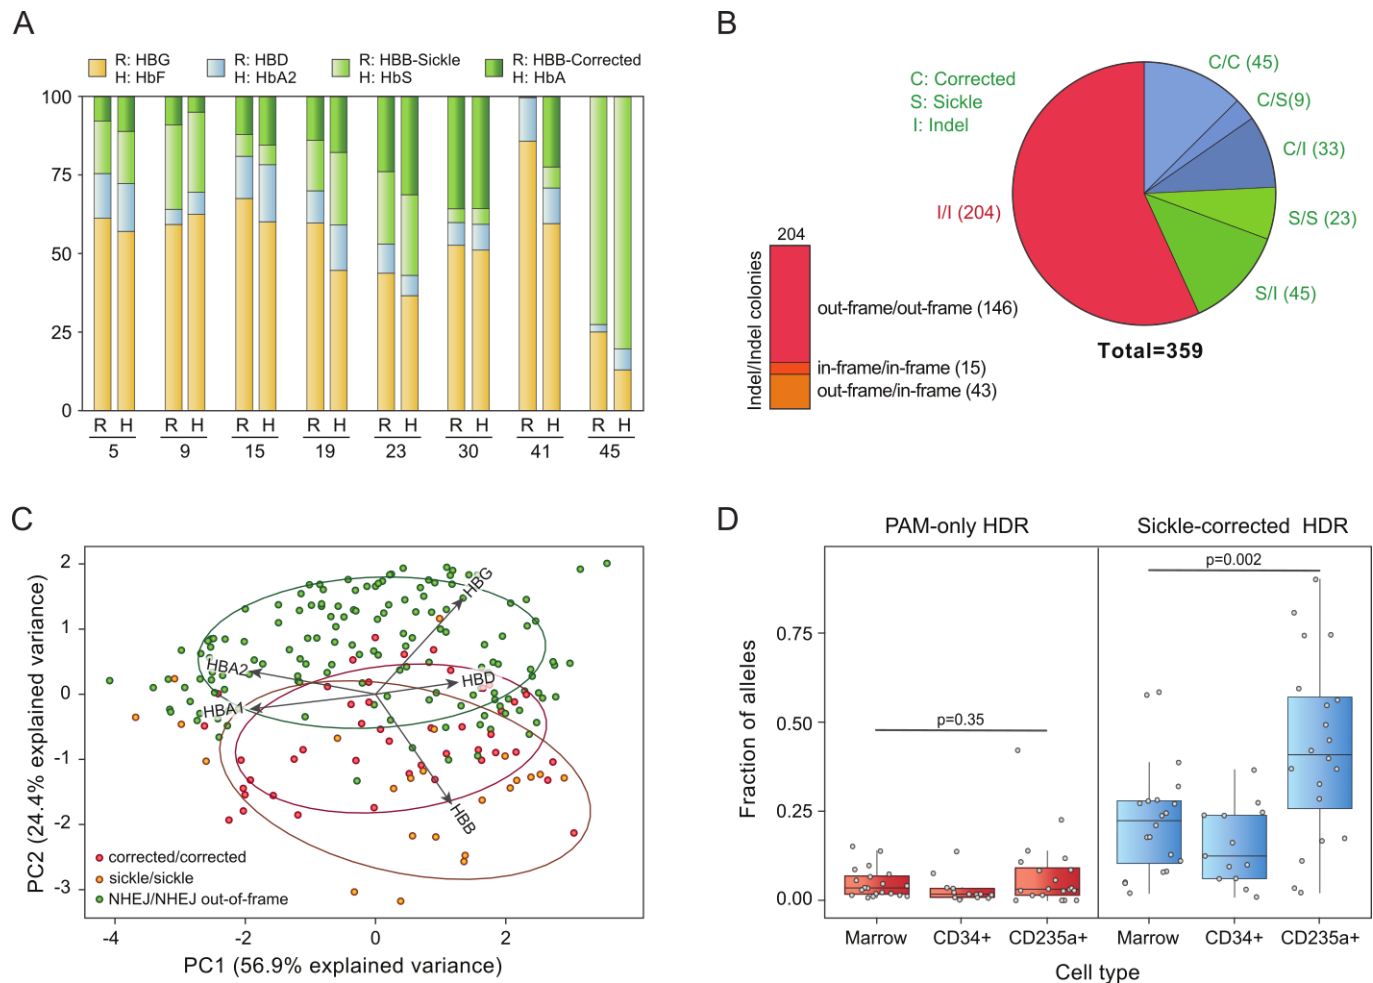 A
R: HBG
H: HbF
R: HBD
H: HbA2
R: HBB-Sickle
H: HbS
R: HBB-Corrected
H: HbA
100
75
50
25
0
R H R H R H R H R H R H R H R H
5 9 15 19 23 30 41 45
B
C: Corrected
S: Sickle
I: Indel
C/C (45)
C/S(9)
C/I (33)
S/S (23)
S/I (45)
I/I (204)
Total=359
204
Indel/Indel colonies
out-frame/out-frame (146)
in-frame/in-frame (15)
out-frame/in-frame (43)
C
PC2 (24.4% explained variance)
2
1
0
-1
-2
-3
HBG
HBA2
HBD
HBA1
HBB
corrected/corrected
sickle/sickle
NHEJ/NHEJ out-of-frame
-4 -2 0 2
PC1 (56.9% explained variance)
D
PAM-only HDR
Sickle-corrected HDR
p=0.002
p=0.35
Fraction of alleles
0.75
0.50
0.25
0.00
Marrow CD34+ CD235a+ Marrow CD34+ CD235a+
Cell type